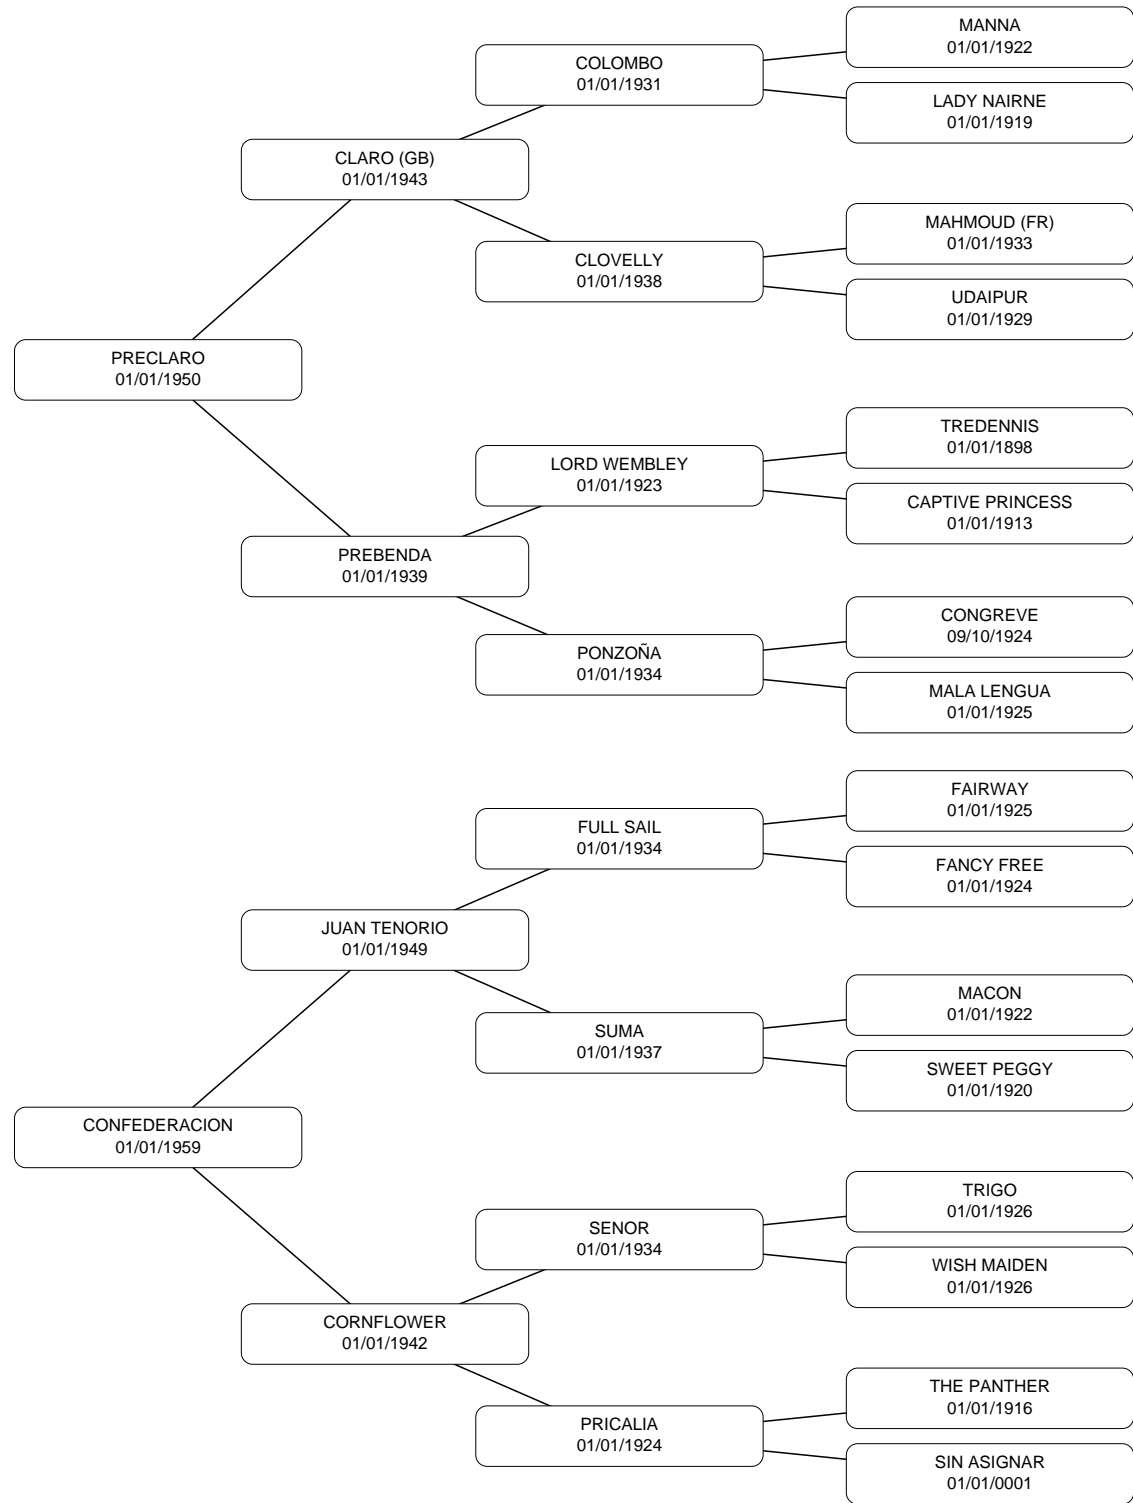 MANNA
01/01/1922
COLOMBO
01/01/1931
LADY NAIRNE
01/01/1919
CLARO (GB)
01/01/1943
MAHMOUD (FR)
01/01/1933
CLOVELLY
01/01/1938
UDAIPUR
01/01/1929
PRECLARO
01/01/1950
TREDENNIS
01/01/1898
LORD WEMBLEY
01/01/1923
CAPTIVE PRINCESS
01/01/1913
PREBENDA
01/01/1939
CONGREVE
09/10/1924
PONZOÑA
01/01/1934
MALA LENGUA
01/01/1925
FAIRWAY
01/01/1925
FULL SAIL
01/01/1934
FANCY FREE
01/01/1924
JUAN TENORIO
01/01/1949
MACON
01/01/1922
SUMA
01/01/1937
SWEET PEGGY
01/01/1920
CONFEDERACION
01/01/1959
TRIGO
01/01/1926
SENOR
01/01/1934
WISH MAIDEN
01/01/1926
CORNFLOWER
01/01/1942
THE PANTHER
01/01/1916
PRICALIA
01/01/1924
SIN ASIGNAR
01/01/0001